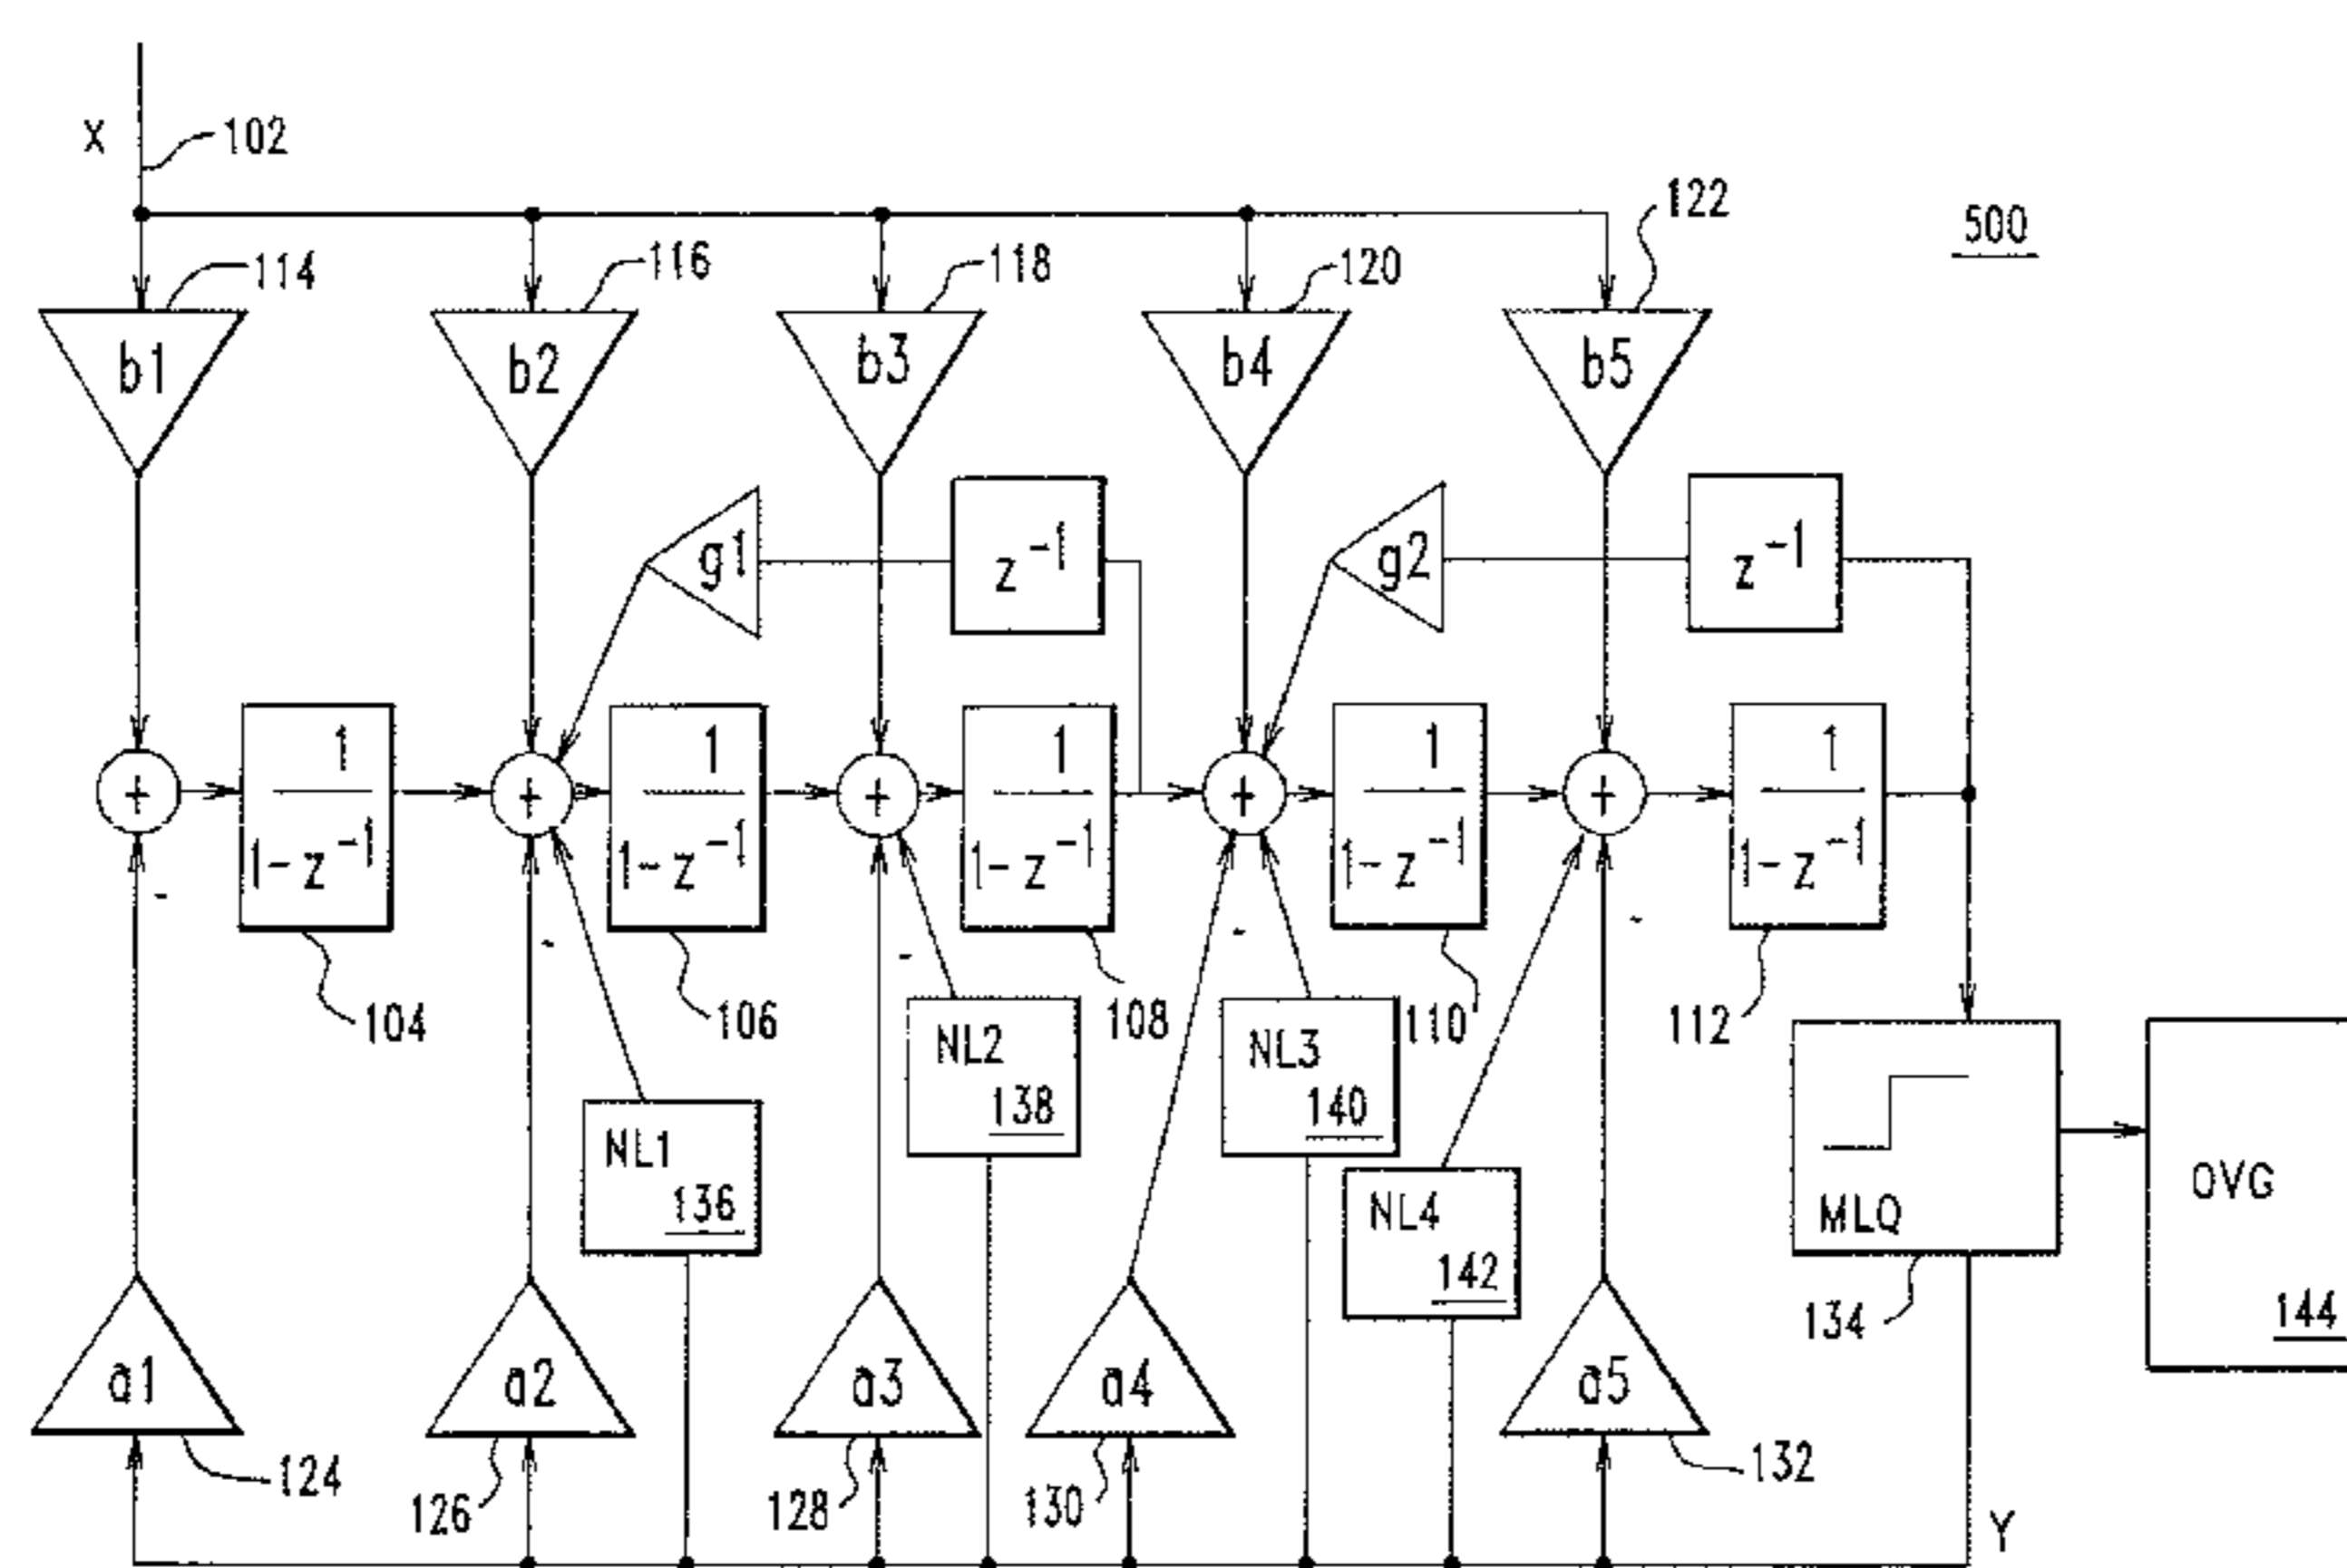 X
102
500
114
116
118
120
122
b1
b2
b3
b4
b5
g1
z⁻¹
g2
z⁻¹
+
1
1-z⁻¹
+
1
1-z⁻¹
+
1
1-z⁻¹
+
1
1-z⁻¹
+
1
1-z⁻¹
-
-
-
-
-
104
106
108
110
112
NL1
136
NL2
138
NL3
140
NL4
142
MLQ
134
OVG
144
a1
a2
a3
a4
a5
124
126
128
130
132
Y